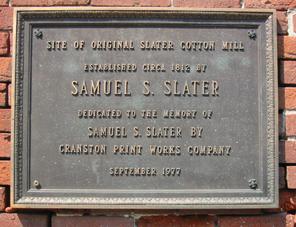 SITE OF ORIGINAL SLATER COTTON MILL
ESTABLISHED CIRCA 1812 BY
SAMUEL S. SLATER
DEDICATED TO THE MEMORY OF
SAMUEL S. SLATER BY
CRANSTON PRINT WORKS COMPANY
SEPTEMBER 1977